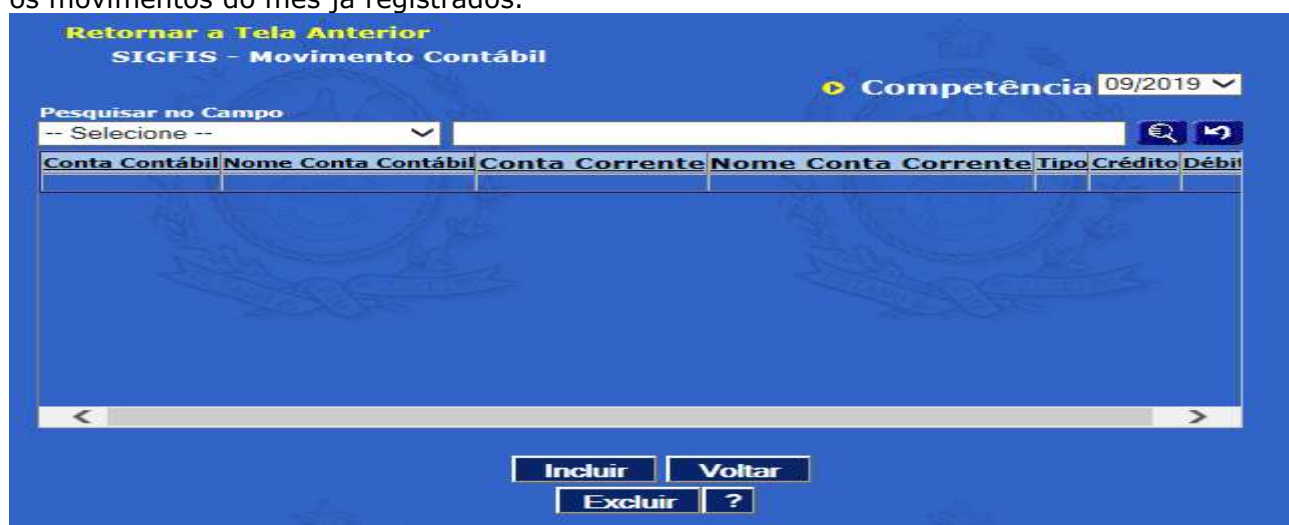 os movimentos do mês já registrados.
Retornar a Tela Anterior
SIGFIS - Movimento Contábil
Competência 09/2019
Pesquisar no Campo
-- Selecione --
Conta Contábil Nome Conta Contábil Conta Corrente Nome Conta Corrente Tipo Crédito Débit
Incluir Voltar
Excluir ?